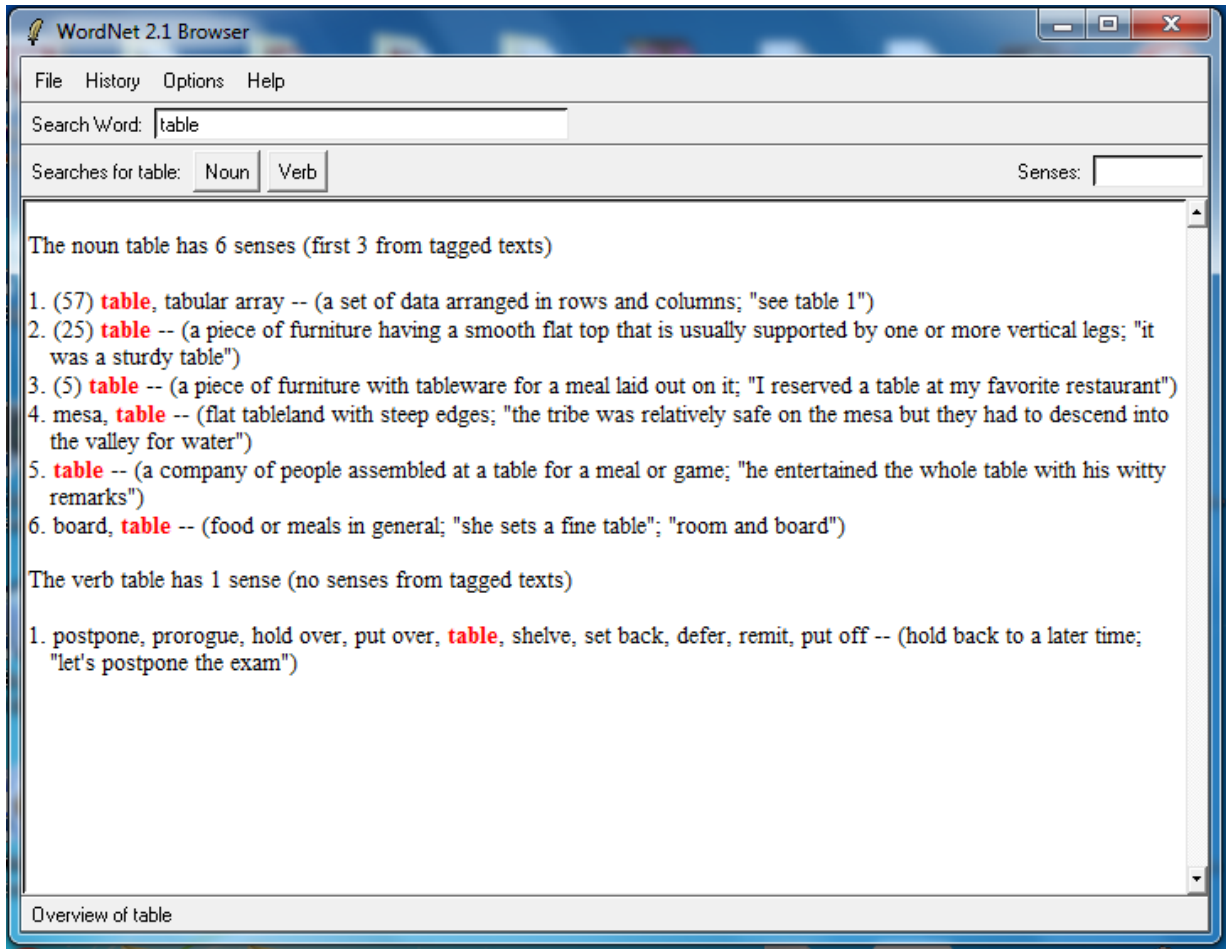 WordNet 2.1 Browser
File History Options Help
Search Word: table
Searches for table: Noun Verb Senses:
The noun table has 6 senses (first 3 from tagged texts)
1. (57) table, tabular array -- (a set of data arranged in rows and columns; "see table 1")
2. (25) table -- (a piece of furniture having a smooth flat top that is usually supported by one or more vertical legs; "it
was a sturdy table")
3. (5) table -- (a piece of furniture with tableware for a meal laid out on it; "I reserved a table at my favorite restaurant")
4. mesa, table -- (flat tableland with steep edges; "the tribe was relatively safe on the mesa but they had to descend into
the valley for water")
5. table -- (a company of people assembled at a table for a meal or game; "he entertained the whole table with his witty
remarks")
6. board, table -- (food or meals in general; "she sets a fine table"; "room and board")
The verb table has 1 sense (no senses from tagged texts)
1. postpone, prorogue, hold over, put over, table, shelve, set back, defer, remit, put off -- (hold back to a later time;
"let's postpone the exam")
Overview of table